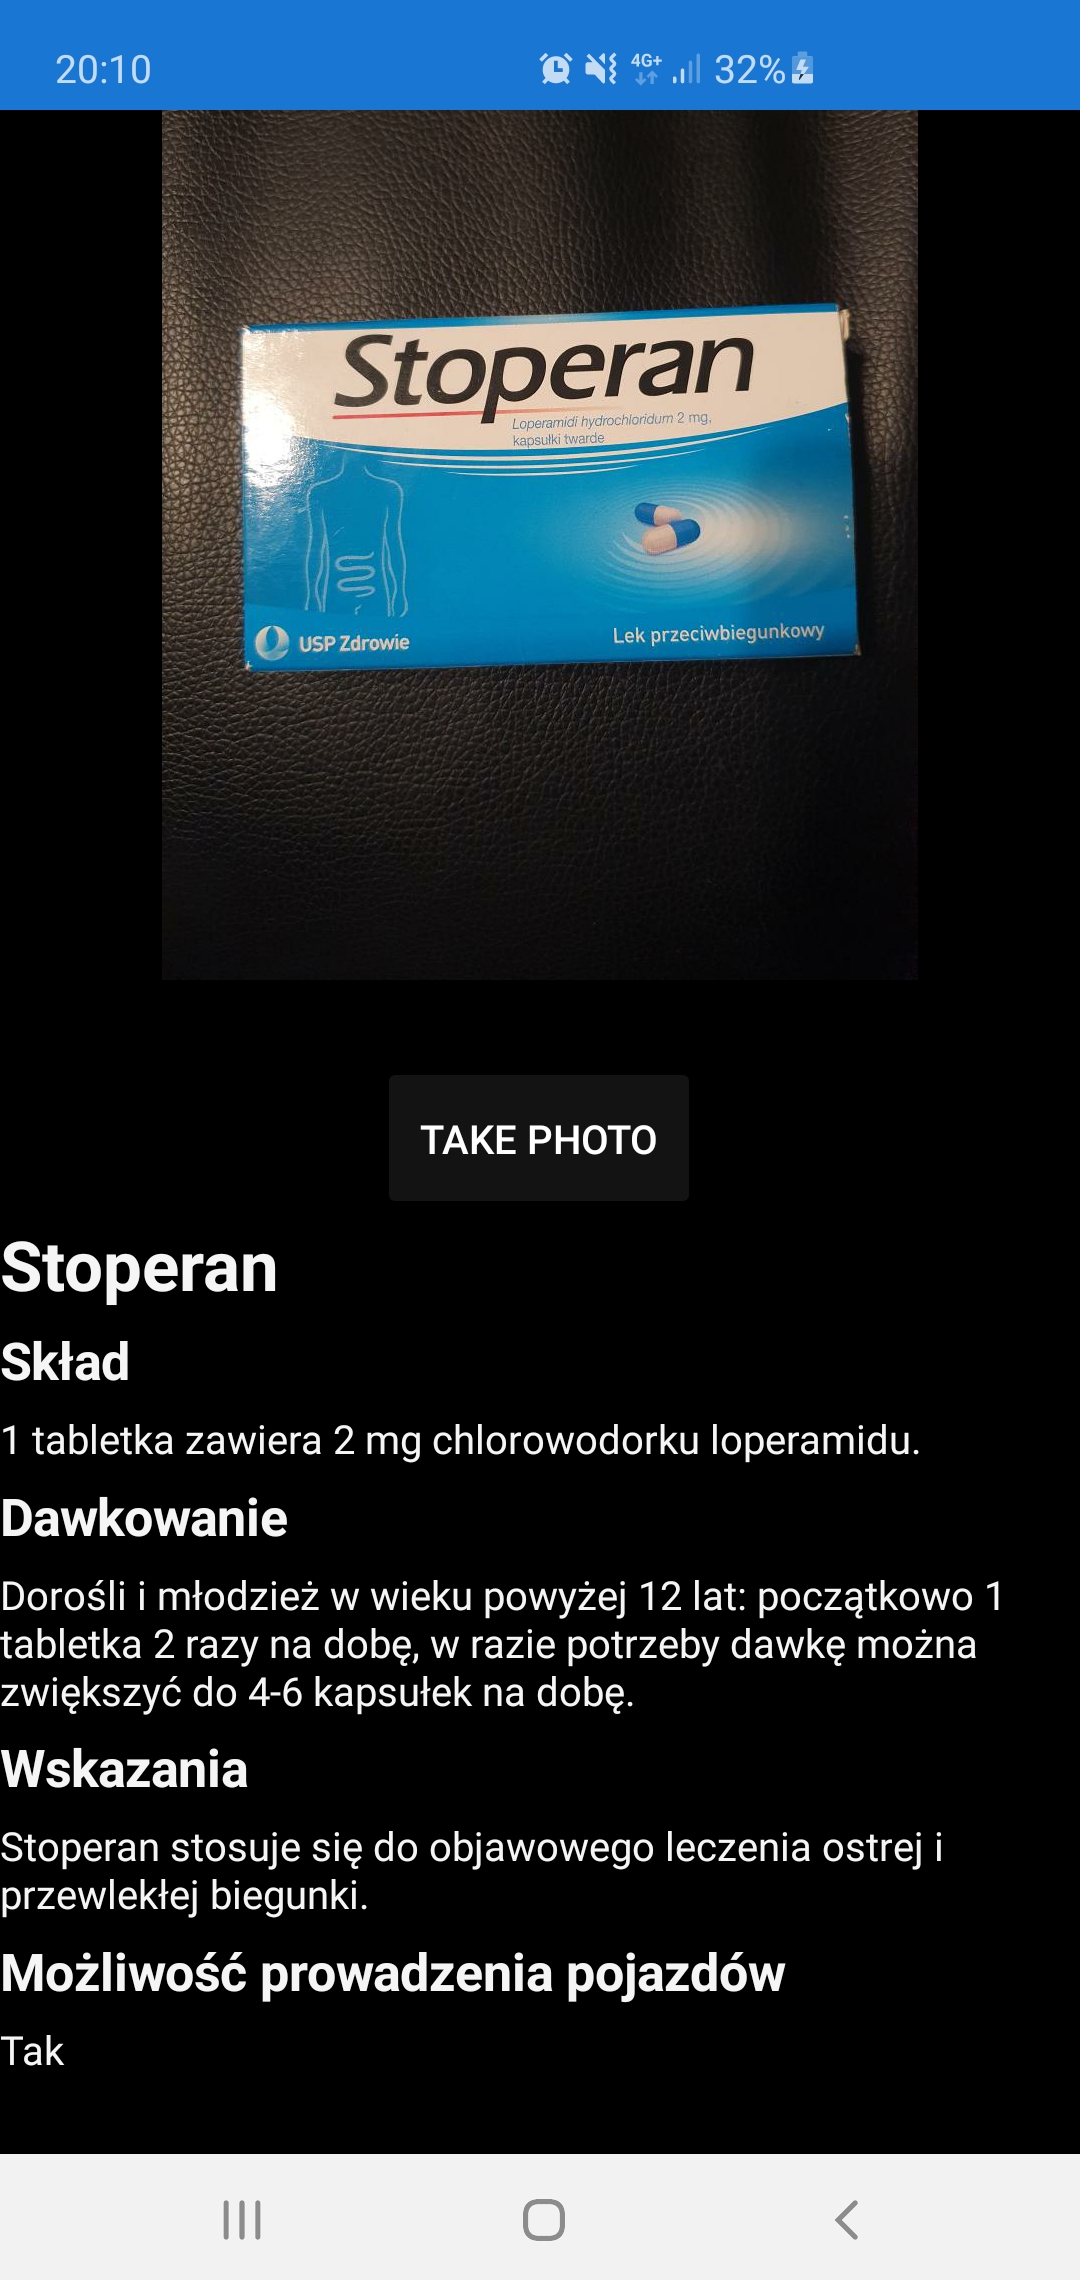 20:10
4G+
32%
Stoperan
Loperamidi hydrochloridum 2 mg,
kapsułki twarde
USP Zdrowie
Lek przeciwbiegunkowy
TAKE PHOTO
Stoperan
Skład
1 tabletka zawiera 2 mg chlorowodorku loperamidu.
Dawkowanie
Dorośli i młodzież w wieku powyżej 12 lat: początkowo 1
tabletka 2 razy na dobę, w razie potrzeby dawkę można
zwiększyć do 4-6 kapsułek na dobę.
Wskazania
Stoperan stosuje się do objawowego leczenia ostrej i
przewlekłej biegunki.
Możliwość prowadzenia pojazdów
Tak